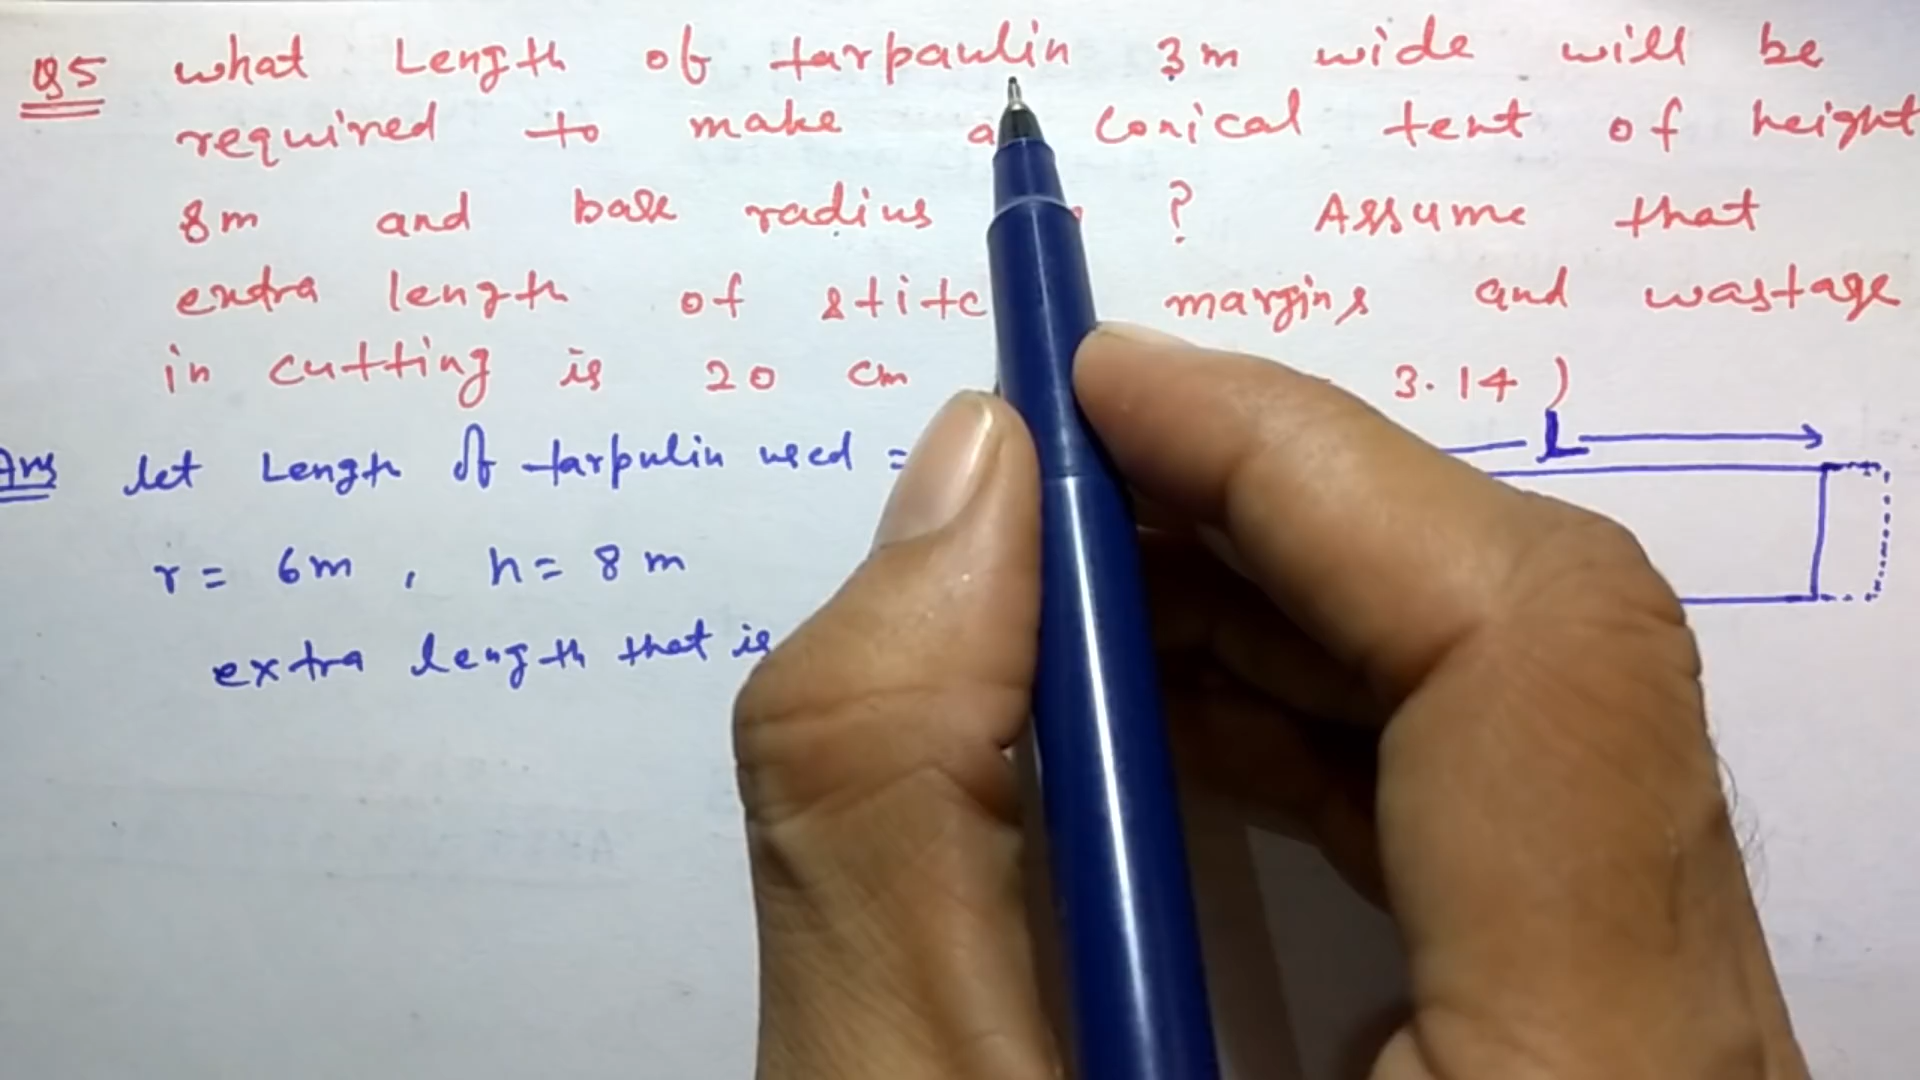 Q5 what Length of tarpaulin 3m wide will be
required to make a conical tent of height
8m and base radius ? Assume that
extra length of stitc margins and wastage
in cutting is 20 cm 3.14 )
L
Ans let Length of tarpulin used =
r = 6m , h = 8 m
extra length that is